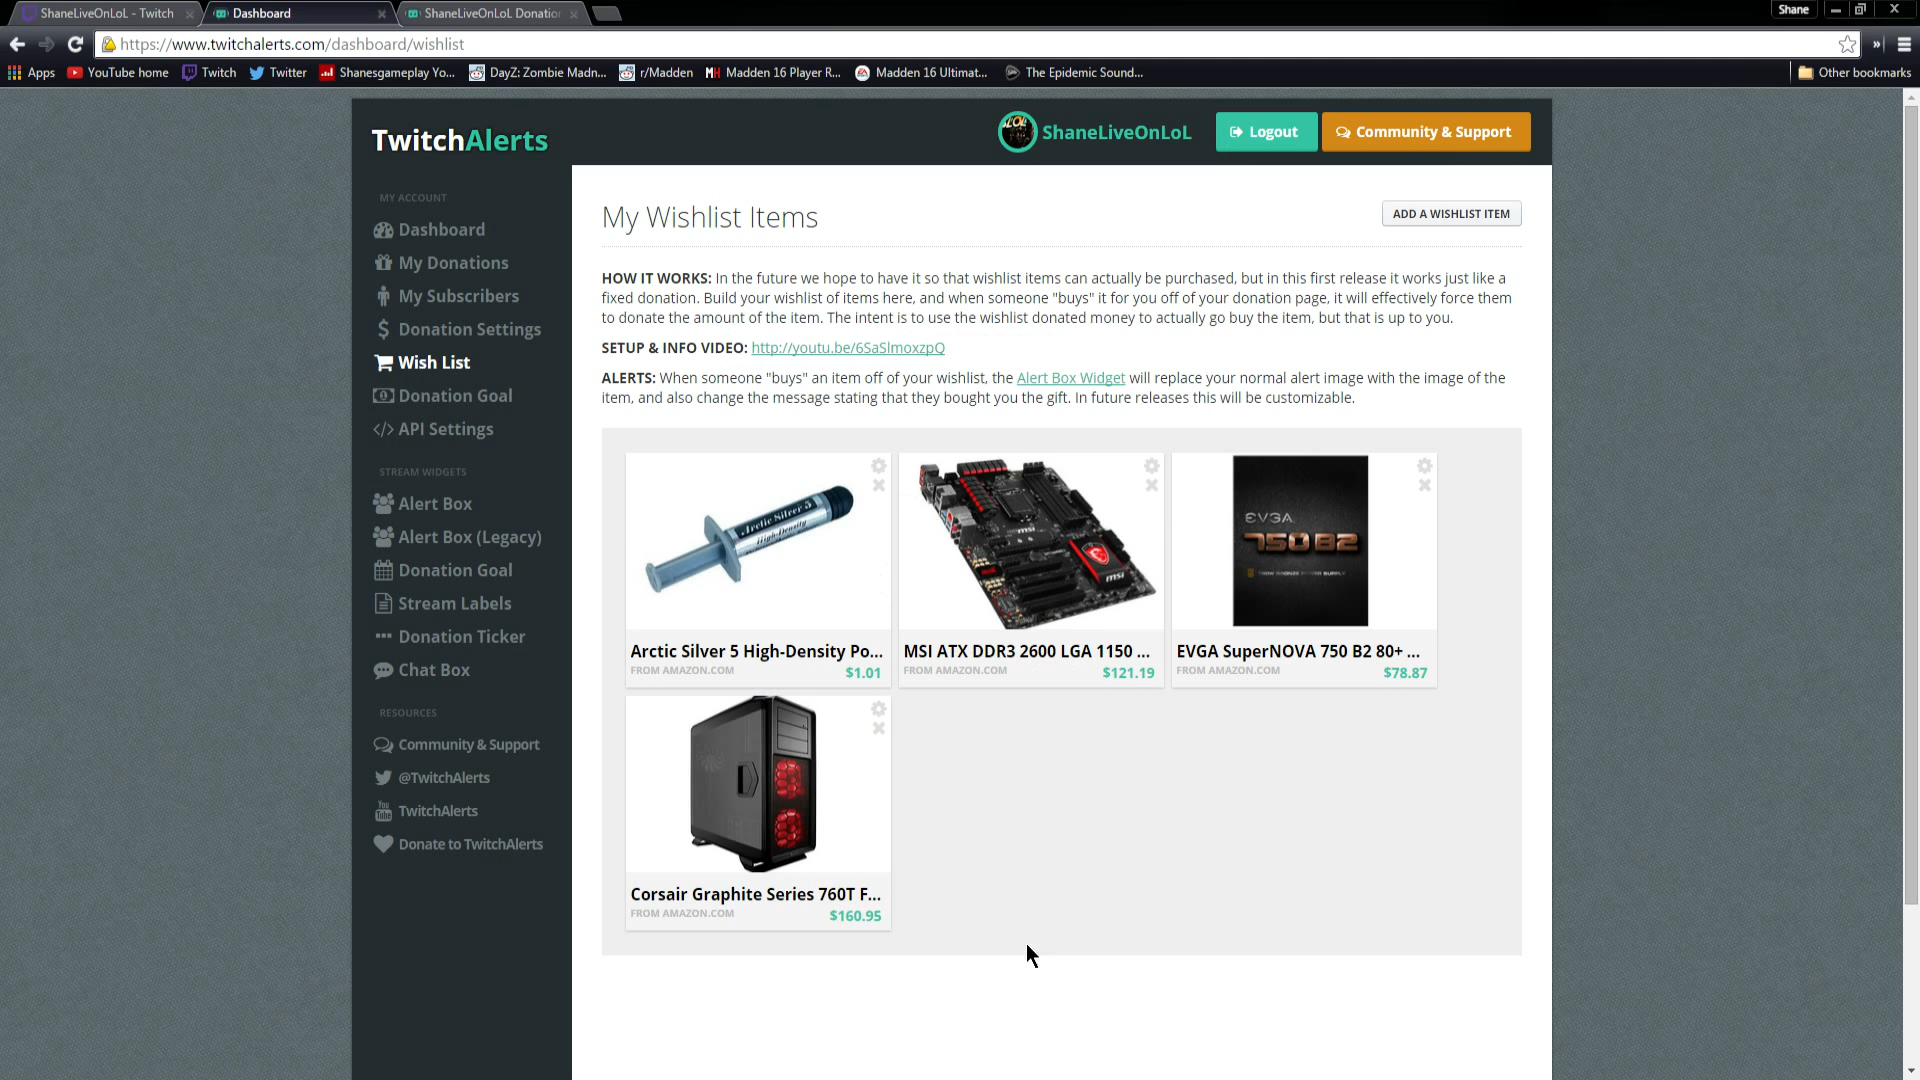 ShaneLiveOnLoL - Twitch
Dashboard
ShaneLiveOnLoL Donatio
Shane
https://www.twitchalerts.com/dashboard/wishlist
Apps
YouTube home
Twitch
Twitter
Shanesgameplay Yo...
DayZ: Zombie Madn...
r/Madden
Madden 16 Player R...
Madden 16 Ultimat...
The Epidemic Sound...
Other bookmarks
TwitchAlerts
ShaneLiveOnLoL
Logout
Community & Support
MY ACCOUNT
Dashboard
My Donations
My Subscribers
Donation Settings
Wish List
Donation Goal
API Settings
STREAM WIDGETS
Alert Box
Alert Box (Legacy)
Donation Goal
Stream Labels
Donation Ticker
Chat Box
RESOURCES
Community & Support
@TwitchAlerts
You Tube TwitchAlerts
Donate to TwitchAlerts
My Wishlist Items
ADD A WISHLIST ITEM
HOW IT WORKS: In the future we hope to have it so that wishlist items can actually be purchased, but in this first release it works just like a
fixed donation. Build your wishlist of items here, and when someone "buys" it for you off of your donation page, it will effectively force them
to donate the amount of the item. The intent is to use the wishlist donated money to actually go buy the item, but that is up to you.
SETUP & INFO VIDEO: http://youtu.be/6SaSlmoxzpQ
ALERTS: When someone "buys" an item off of your wishlist, the Alert Box Widget will replace your normal alert image with the image of the
item, and also change the message stating that they bought you the gift. In future releases this will be customizable.
Arctic Silver 5
High-Density
Arctic Silver 5 High-Density Po...
FROM AMAZON.COM
$1.01
msi
msi
MSI ATX DDR3 2600 LGA 1150 ...
FROM AMAZON.COM
$121.19
EVGA
750 B2
EVGA SuperNOVA 750 B2 80+ ...
FROM AMAZON.COM
$78.87
Corsair Graphite Series 760T F...
FROM AMAZON.COM
$160.95